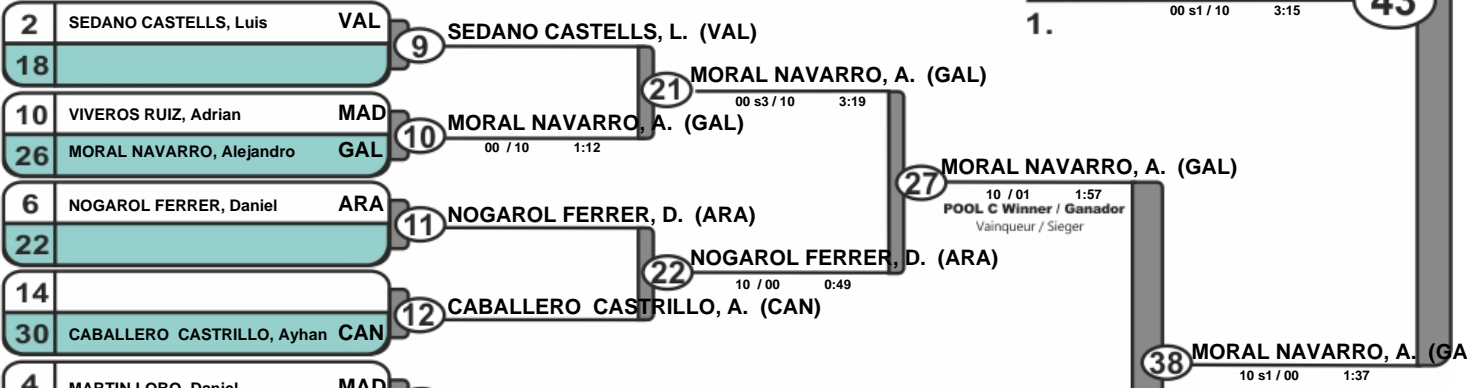 2 SEDANO CASTELLS, Luis VAL
18
9 SEDANO CASTELLS, L. (VAL)
10 VIVEROS RUIZ, Adrian MAD
26 MORAL NAVARRO, Alejandro GAL
10 MORAL NAVARRO, A. (GAL)
00 / 10 1:12
21 MORAL NAVARRO, A. (GAL)
00 s3 / 10 3:19
6 NOGAROL FERRER, Daniel ARA
22
11 NOGAROL FERRER, D. (ARA)
14
30 CABALLERO CASTRILLO, Ayhan CAN
12 CABALLERO CASTRILLO, A. (CAN)
22 NOGAROL FERRER, D. (ARA)
10 / 00 0:49
27 MORAL NAVARRO, A. (GAL)
10 / 01 1:57
POOL C Winner / Ganador
Vainqueur / Sieger
4 MARTIN LOBO, Daniel MAD
38 MORAL NAVARRO, A. (GA
10 s1 / 00 1:37
00 s1 / 10 3:15
43
1.